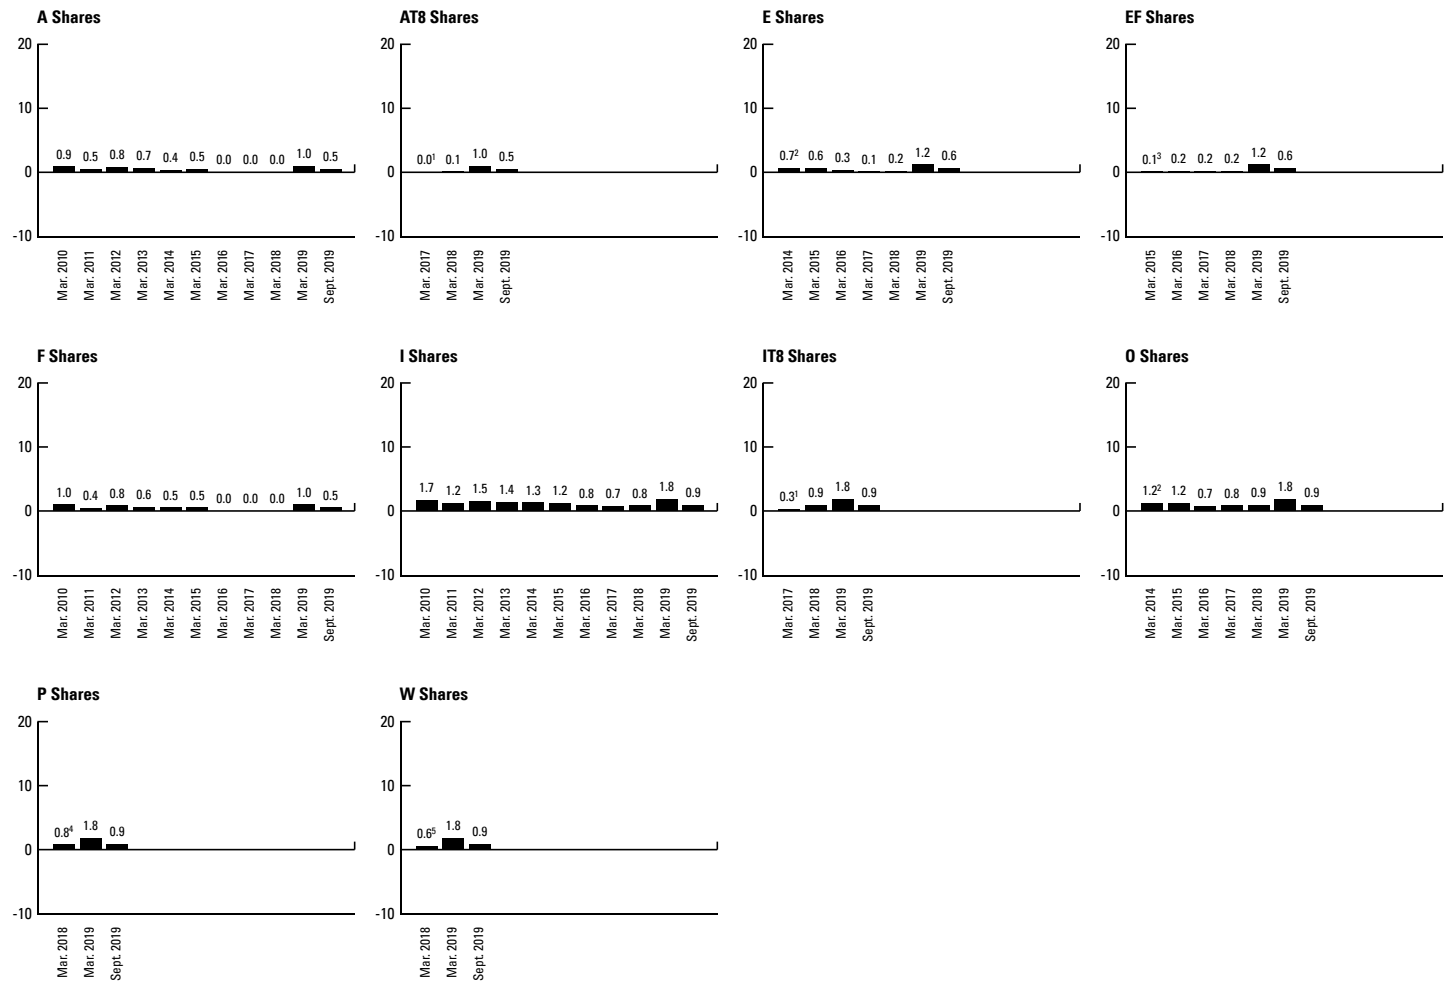 A Shares
20
10
0
-10
0.9 0.5 0.8 0.7 0.4 0.5 0.0 0.0 0.0 1.0 0.5
Mar. 2010
Mar. 2011
Mar. 2012
Mar. 2013
Mar. 2014
Mar. 2015
Mar. 2016
Mar. 2017
Mar. 2018
Mar. 2019
Sept. 2019
AT8 Shares
20
10
0
-10
0.0¹ 0.1 1.0 0.5
Mar. 2017
Mar. 2018
Mar. 2019
Sept. 2019
E Shares
20
10
0
-10
0.7² 0.6 0.3 0.1 0.2 1.2 0.6
Mar. 2014
Mar. 2015
Mar. 2016
Mar. 2017
Mar. 2018
Mar. 2019
Sept. 2019
EF Shares
20
10
0
-10
0.1³ 0.2 0.2 0.2 1.2 0.6
Mar. 2015
Mar. 2016
Mar. 2017
Mar. 2018
Mar. 2019
Sept. 2019
F Shares
20
10
0
-10
1.0 0.4 0.8 0.6 0.5 0.5 0.0 0.0 0.0 1.0 0.5
Mar. 2010
Mar. 2011
Mar. 2012
Mar. 2013
Mar. 2014
Mar. 2015
Mar. 2016
Mar. 2017
Mar. 2018
Mar. 2019
Sept. 2019
I Shares
20
10
0
-10
1.7 1.2 1.5 1.4 1.3 1.2 0.8 0.7 0.8 1.8 0.9
Mar. 2010
Mar. 2011
Mar. 2012
Mar. 2013
Mar. 2014
Mar. 2015
Mar. 2016
Mar. 2017
Mar. 2018
Mar. 2019
Sept. 2019
IT8 Shares
20
10
0
-10
0.3¹ 0.9 1.8 0.9
Mar. 2017
Mar. 2018
Mar. 2019
Sept. 2019
O Shares
20
10
0
-10
1.2² 1.2 0.7 0.8 0.9 1.8 0.9
Mar. 2014
Mar. 2015
Mar. 2016
Mar. 2017
Mar. 2018
Mar. 2019
Sept. 2019
P Shares
20
10
0
-10
0.8⁴ 1.8 0.9
Mar. 2018
Mar. 2019
Sept. 2019
W Shares
20
10
0
-10
0.6⁵ 1.8 0.9
Mar. 2018
Mar. 2019
Sept. 2019